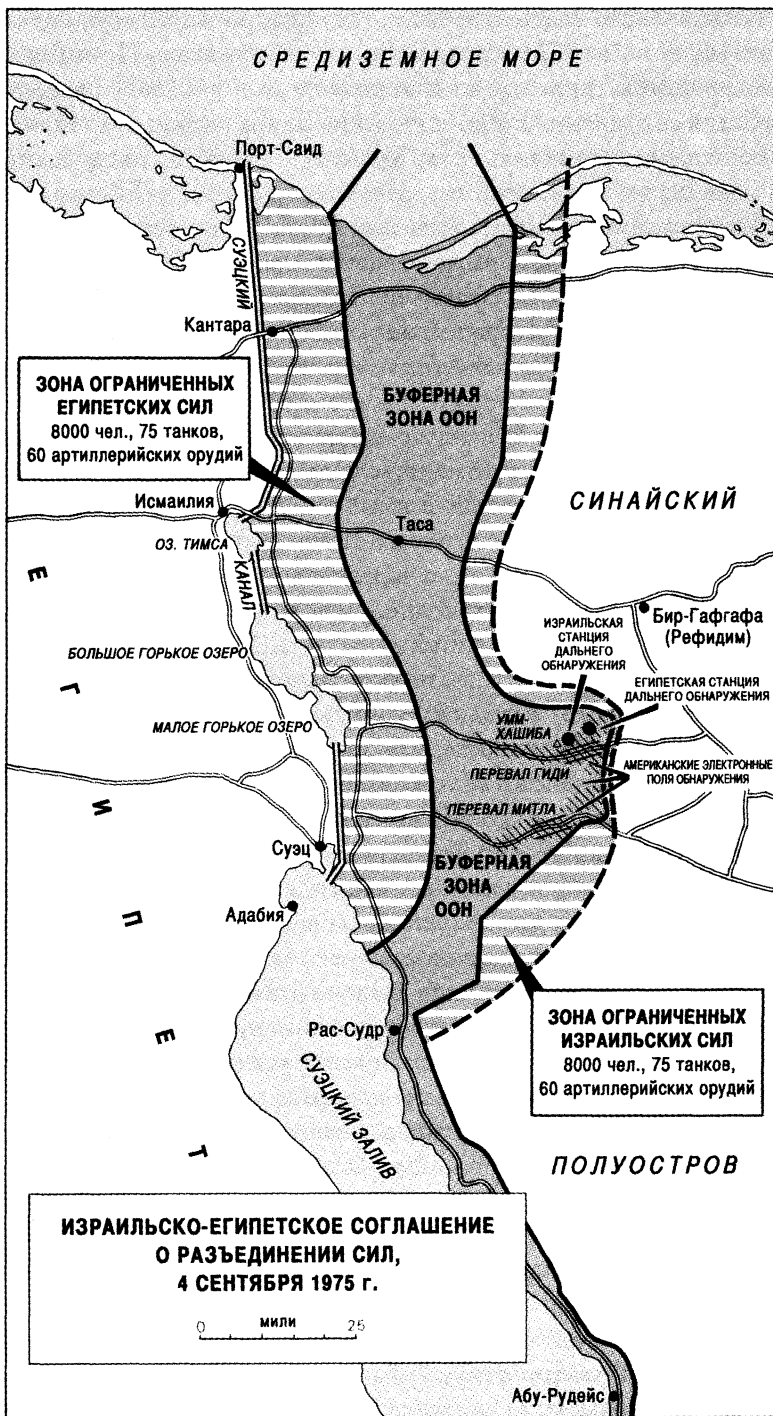 СРЕДИЗЕМНОЕ МОРЕ
Порт-Саид
СУЭЦКИЙ
Кантара
ЗОНА ОГРАНИЧЕННЫХ
ЕГИПЕТСКИХ СИЛ
8000 чел., 75 танков,
60 артиллерийских орудий
БУФЕРНАЯ
ЗОНА ООН
СИНАЙСКИЙ
Исмаилия
Таса
ОЗ. ТИМСА
КАНАЛ
Бир-Гафгафа
(Рефидим)
ИЗРАИЛЬСКАЯ
СТАНЦИЯ
ДАЛЬНЕГО
ОБНАРУЖЕНИЯ
БОЛЬШОЕ ГОРЬКОЕ ОЗЕРО
ЕГИПЕТСКАЯ СТАНЦИЯ
ДАЛЬНЕГО ОБНАРУЖЕНИЯ
МАЛОЕ ГОРЬКОЕ ОЗЕРО
УММ-
ХАШИБА
АМЕРИКАНСКИЕ ЭЛЕКТРОННЫЕ
ПОЛЯ ОБНАРУЖЕНИЯ
ПЕРЕВАЛ ГИДИ
ПЕРЕВАЛ МИТЛА
ЕГИПЕТ
Суэц
БУФЕРНАЯ
ЗОНА
ООН
Адабия
Рас-Судр
ЗОНА ОГРАНИЧЕННЫХ
ИЗРАИЛЬСКИХ СИЛ
8000 чел., 75 танков,
60 артиллерийских орудий
СУЭЦКИЙ ЗАЛИВ
ПОЛУОСТРОВ
ИЗРАИЛЬСКО-ЕГИПЕТСКОЕ СОГЛАШЕНИЕ
О РАЗЪЕДИНЕНИИ СИЛ,
4 СЕНТЯБРЯ 1975 г.
0 МИЛИ 25
Абу-Рудейс